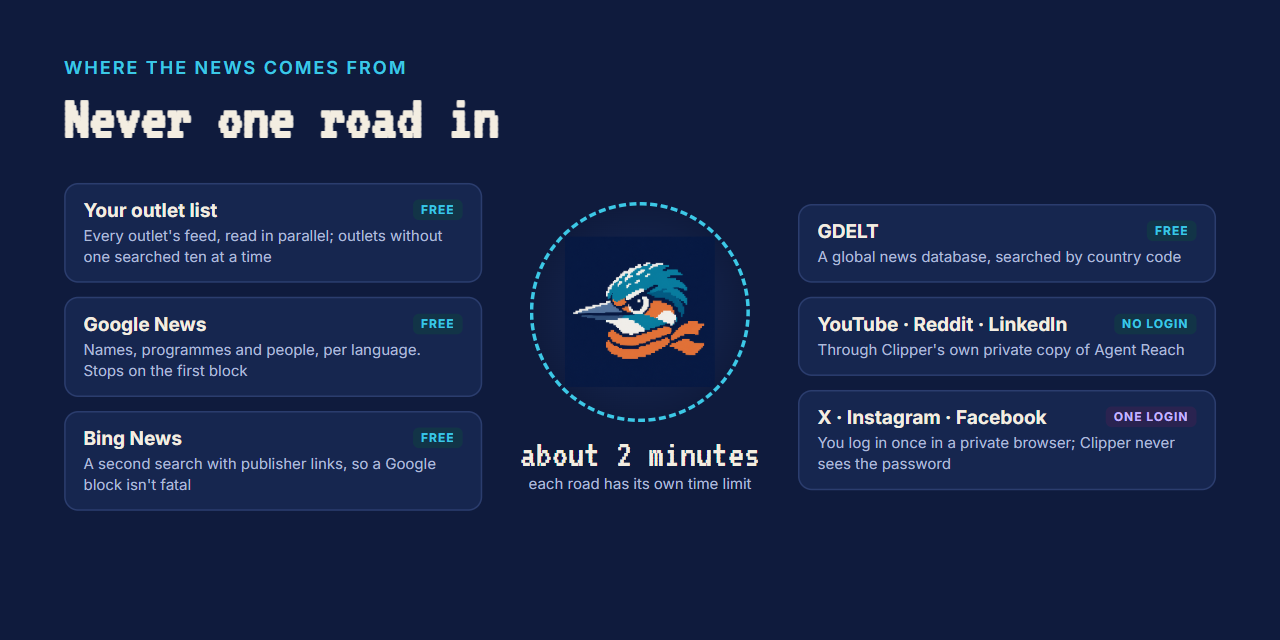 WHERE THE NEWS COMES FROM
Never one road in
Your outlet list
FREE
Every outlet's feed, read in parallel; outlets without
one searched ten at a time
Google News
FREE
Names, programmes and people, per language.
Stops on the first block
Bing News
FREE
A second search with publisher links, so a Google
block isn't fatal
about 2 minutes
each road has its own time limit
GDELT
FREE
A global news database, searched by country code
YouTube · Reddit · LinkedIn
NO LOGIN
Through Clipper's own private copy of Agent Reach
X · Instagram · Facebook
ONE LOGIN
You log in once in a private browser; Clipper never
sees the password